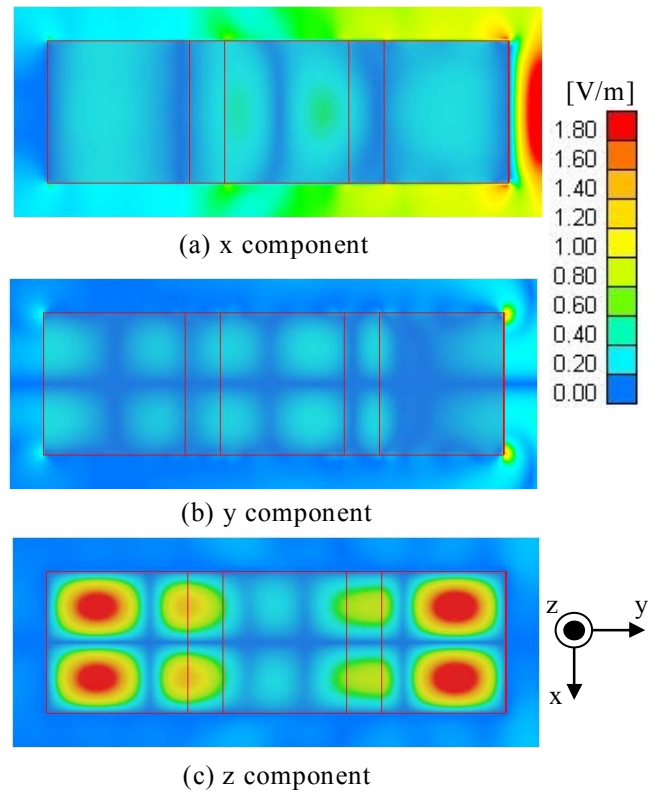 [V/m]
1.80
1.60
1.40
1.20
1.00
0.80
0.60
0.40
0.20
0.00
(a) x component
(b) y component
z
y
x
(c) z component